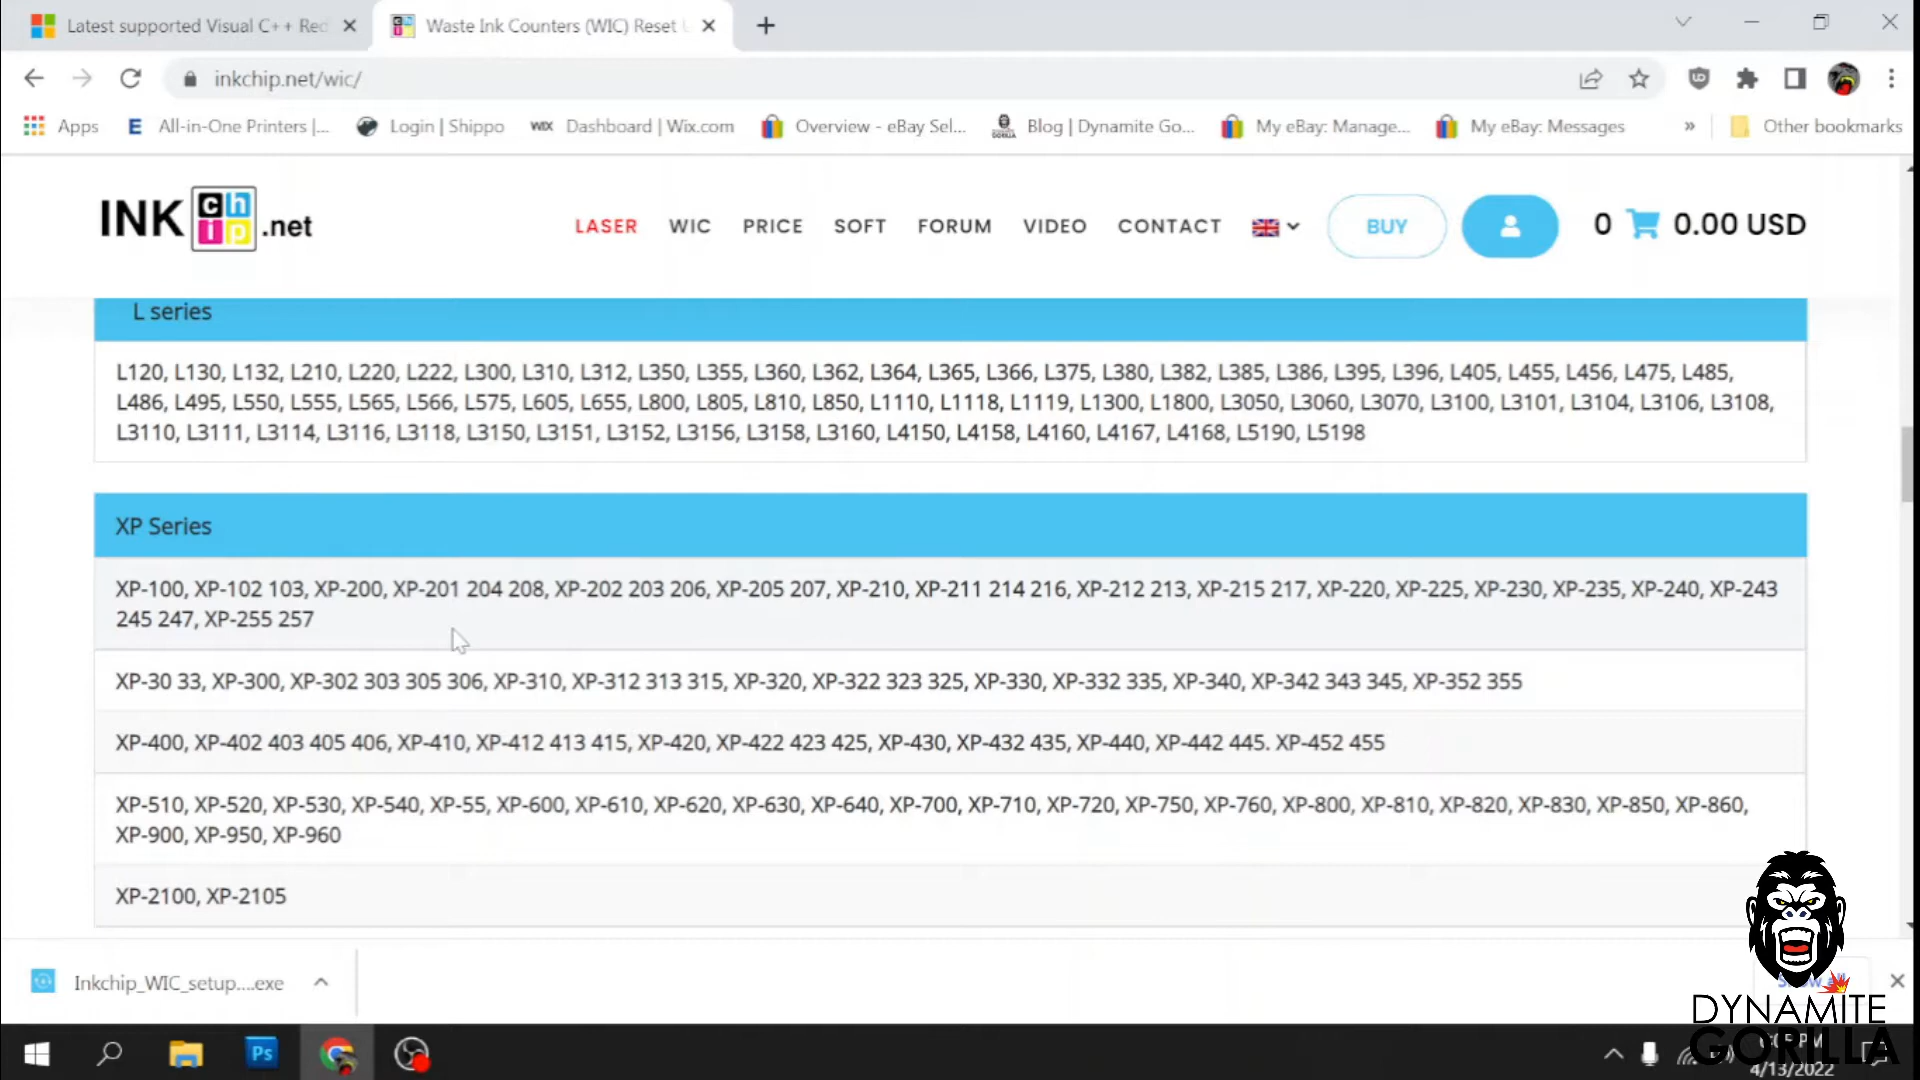 Latest supported Visual C++ Red
Waste Ink Counters (WIC) Reset U
inkchip.net/wic/
Apps
E All-in-One Printers |...
Login | Shippo
WIX Dashboard | Wix.com
Overview - eBay Sel...
Blog | Dynamite Go...
My eBay: Manage...
My eBay: Messages
»
Other bookmarks
INK chip .net
LASER WIC PRICE SOFT FORUM VIDEO CONTACT BUY 0 0.00 USD
L series
L120, L130, L132, L210, L220, L222, L300, L310, L312, L350, L355, L360, L362, L364, L365, L366, L375, L380, L382, L385, L386, L395, L396, L405, L455, L456, L475, L485,
L486, L495, L550, L555, L565, L566, L575, L605, L655, L800, L805, L810, L850, L1110, L1118, L1119, L1300, L1800, L3050, L3060, L3070, L3100, L3101, L3104, L3106, L3108,
L3110, L3111, L3114, L3116, L3118, L3150, L3151, L3152, L3156, L3158, L3160, L4150, L4158, L4160, L4167, L4168, L5190, L5198
XP Series
XP-100, XP-102 103, XP-200, XP-201 204 208, XP-202 203 206, XP-205 207, XP-210, XP-211 214 216, XP-212 213, XP-215 217, XP-220, XP-225, XP-230, XP-235, XP-240, XP-243
245 247, XP-255 257
XP-30 33, XP-300, XP-302 303 305 306, XP-310, XP-312 313 315, XP-320, XP-322 323 325, XP-330, XP-332 335, XP-340, XP-342 343 345, XP-352 355
XP-400, XP-402 403 405 406, XP-410, XP-412 413 415, XP-420, XP-422 423 425, XP-430, XP-432 435, XP-440, XP-442 445. XP-452 455
XP-510, XP-520, XP-530, XP-540, XP-55, XP-600, XP-610, XP-620, XP-630, XP-640, XP-700, XP-710, XP-720, XP-750, XP-760, XP-800, XP-810, XP-820, XP-830, XP-850, XP-860,
XP-900, XP-950, XP-960
XP-2100, XP-2105
Inkchip_WIC_setup....exe
DYNAMITE
GORILLA
Ps
4/13/2022